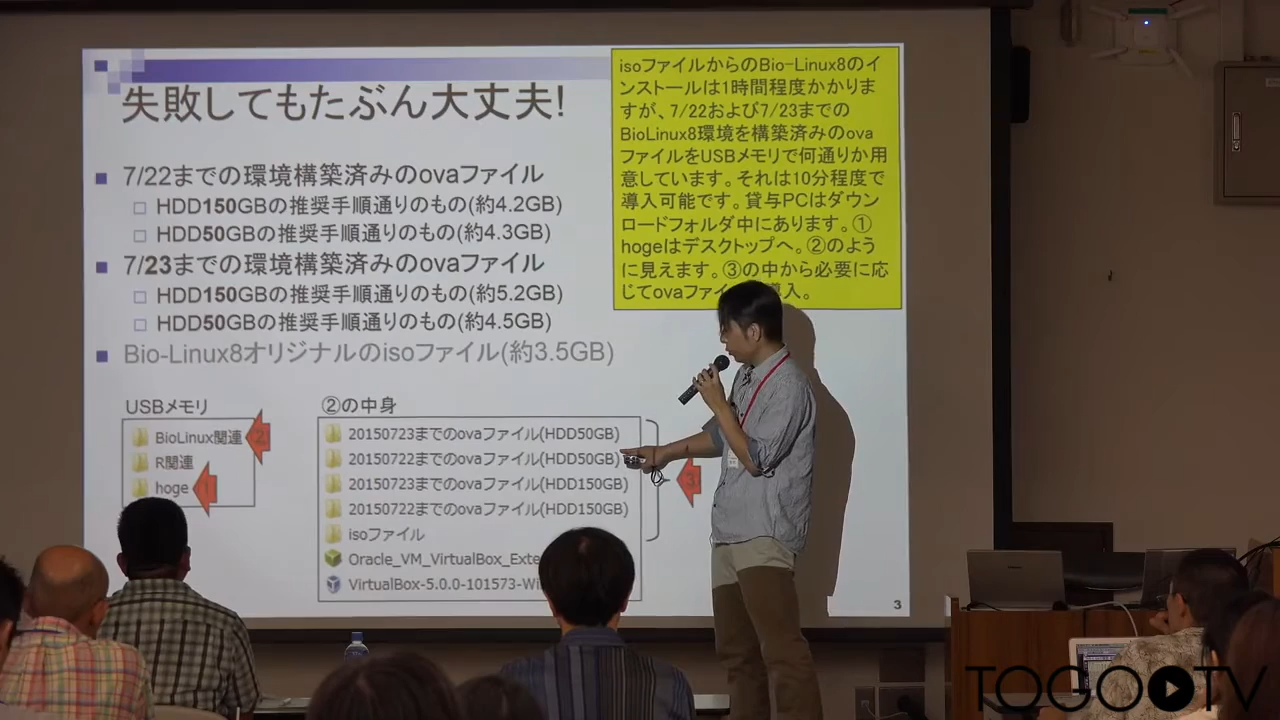 失敗してもたぶん大丈夫!
7/22までの環境構築済みのovaファイル
HDD150GBの推奨手順通りのもの(約4.2GB)
HDD50GBの推奨手順通りのもの(約4.3GB)
7/23までの環境構築済みのovaファイル
HDD150GBの推奨手順通りのもの(約5.2GB)
HDD50GBの推奨手順通りのもの(約4.5GB)
Bio-Linux8オリジナルのisoファイル(約3.5GB)
isoファイルからのBio-Linux8のイ
ンストールは1時間程度かかりま
すが、7/22および7/23までの
BioLinux8環境を構築済みのova
ファイルをUSBメモリで何通りか用
意しています。それは10分程度で
導入可能です。貸与PCはダウン
ロードフォルダ中にあります。①
hogeはデスクトップへ。②のよう
に見えます。③の中から必要に応
じてovaファイ 導入。
USBメモリ
BioLinux関連
②
R関連
hoge
①
②の中身
20150723までのovaファイル(HDD50GB)
20150722までのovaファイル(HDD50GB)
20150723までのovaファイル(HDD150GB)
20150722までのovaファイル(HDD150GB)
isoファイル
Oracle_VM_VirtualBox_Exte
VirtualBox-5.0.0-101573-Wi
③
3
TOGOTV